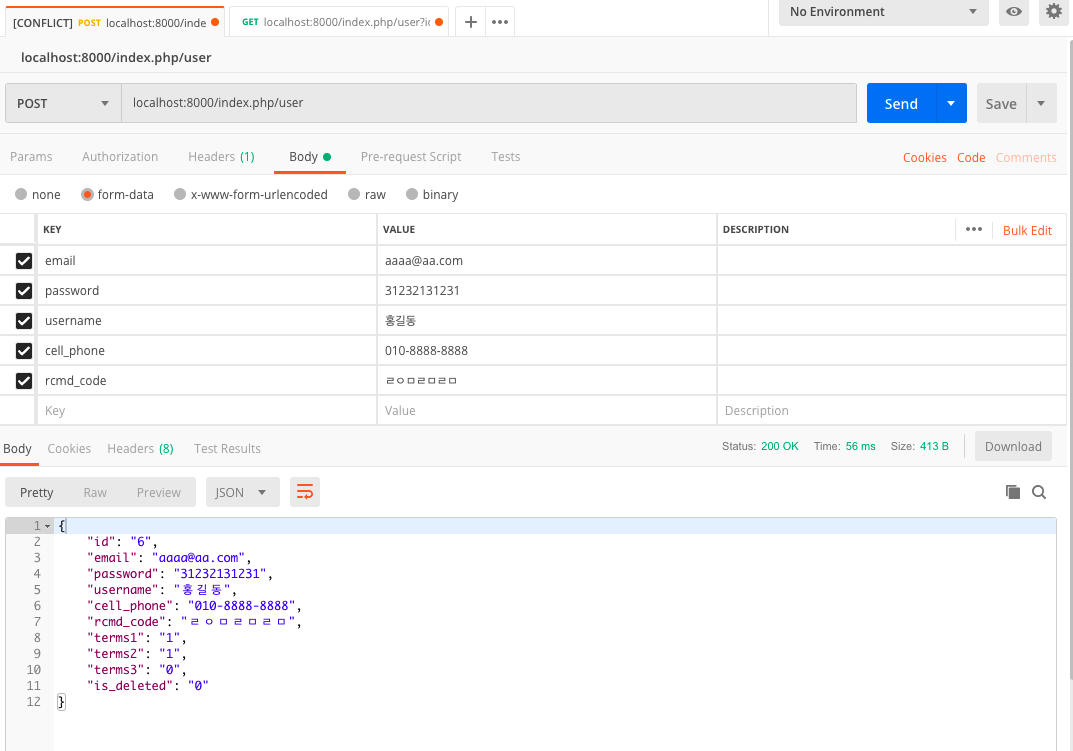 [CONFLICT] POST localhost:8000/inde GET localhost:8000/index.php/user?i No Environment
localhost:8000/index.php/user
POST localhost:8000/index.php/user Send Save
Params Authorization Headers (1) Body Pre-request Script Tests Cookies Code Comments
none form-data x-www-form-urlencoded raw binary
KEY VALUE DESCRIPTION Bulk Edit
email aaaa@aa.com
password 31232131231
username 홍길동
cell_phone 010-8888-8888
rcmd_code ㄹㅇㅁㄹㅁㄹㅁ
Key Value Description
Body Cookies Headers (8) Test Results Status: 200 OK Time: 56 ms Size: 413 B Download
Pretty Raw Preview JSON
1 {
2 "id": "6",
3 "email": "aaaa@aa.com",
4 "password": "31232131231",
5 "username": "홍길동",
6 "cell_phone": "010-8888-8888",
7 "rcmd_code": "ㄹㅇㅁㄹㅁㄹㅁ",
8 "terms1": "1",
9 "terms2": "1",
10 "terms3": "0",
11 "is_deleted": "0"
12 }